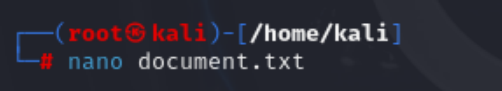 ┌──(root㉿kali)-[/home/kali]
└─# nano document.txt